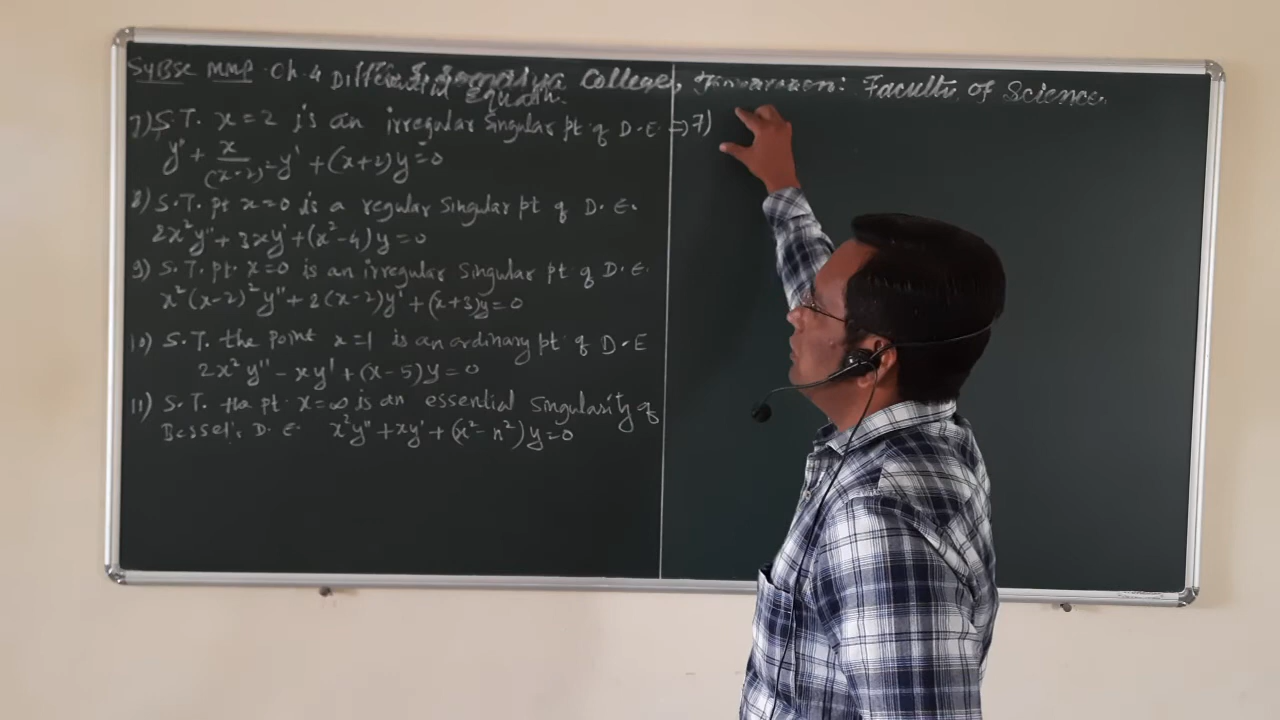 SyBSc MMP. Ch. 4 Differential Equatn. College, Faculty of Science.
7) S.T. x=2 is an irregular singular pt of D.E. => 7)
y" + x/(x-2)² y' + (x+2)y=0
8) S.T. pt x=0 is a regular singular pt of D.E.
2x²y" + 3xy' + (x²-4)y=0
9) S.T. pt. x=0 is an irregular singular pt of D.E.
x²(x-2)²y" + 2(x-2)y' + (x+3)y=0
10) S.T. the point x=1 is an ordinary pt of D.E
2x²y" - xy' + (x-5)y=0
11) S.T. the pt. x=∞ is an essential singularity of
Bessel's D.E. x²y" + xy' + (x²-n²)y=0